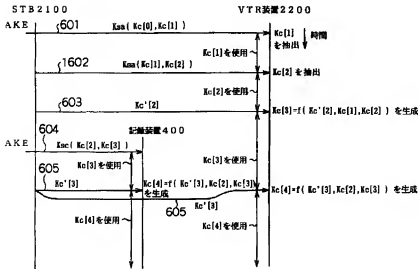 STB2100
VTR装置2200
AKE
601
Ksa(Kc[0],Kc[1])
Kc[1]
を抽出
時間
Kc[1]を使用
1602
Ksa(Kc[1],Kc[2])
Kc[2]を抽出
Kc[2]を使用
603
Kc'[2]
Kc[3]=f(Kc'[2],Kc[1],Kc[2])を生成
604
AKE
Ksc(Kc[2],Kc[3])
記録装置400
Kc[3]を使用
Kc[3]を使用
605
Kc'[3]
Kc[4]=f(Kc'[3],Kc[2],Kc[3])
を生成
Kc[4]=f(Kc'[3],Kc[2],Kc[3])を生成
605
Kc'[3]
Kc[4]を使用
Kc[4]を使用